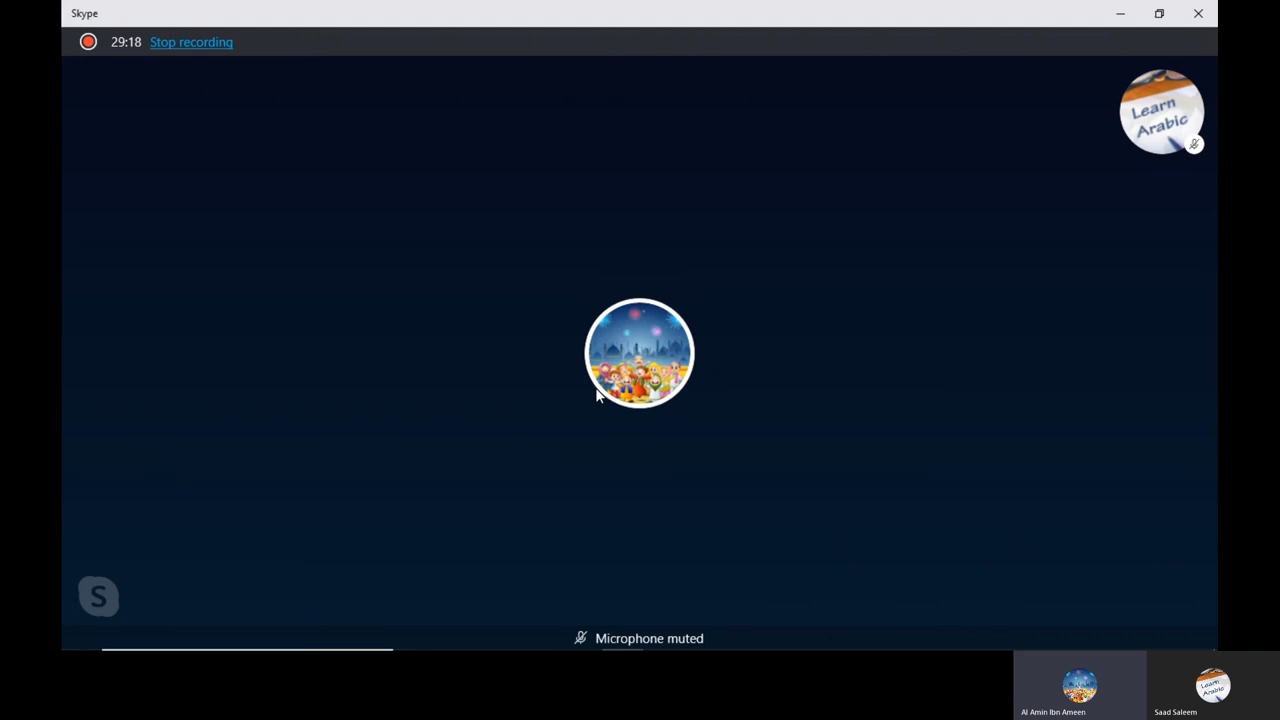 Skype
29:18 Stop recording
Learn
Arabic
S
Microphone muted
Learn
Arabic
Al Amin Ibn Ameen
Saad Saleem